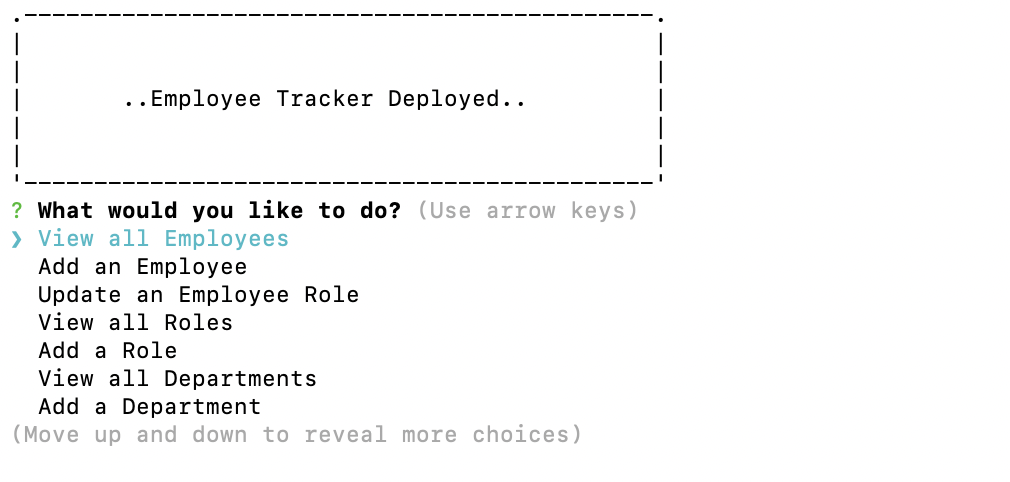 ..Employee Tracker Deployed..
? What would you like to do? (Use arrow keys)
❯ View all Employees
Add an Employee
Update an Employee Role
View all Roles
Add a Role
View all Departments
Add a Department
(Move up and down to reveal more choices)